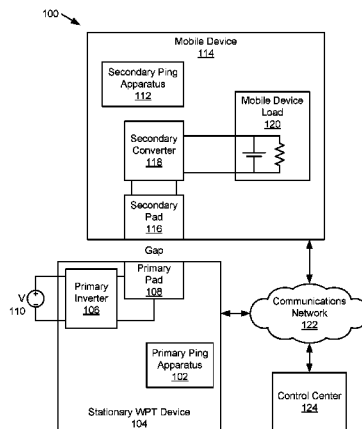 100
Mobile Device
114
Secondary Ping
Apparatus
112
Mobile Device
Load
120
Secondary
Converter
118
Secondary
Pad
116
Gap
Primary
Pad
108
Primary
Inverter
106
V
110
Primary Ping
Apparatus
102
Stationary WPT Device
104
Communications
Network
122
Control Center
124